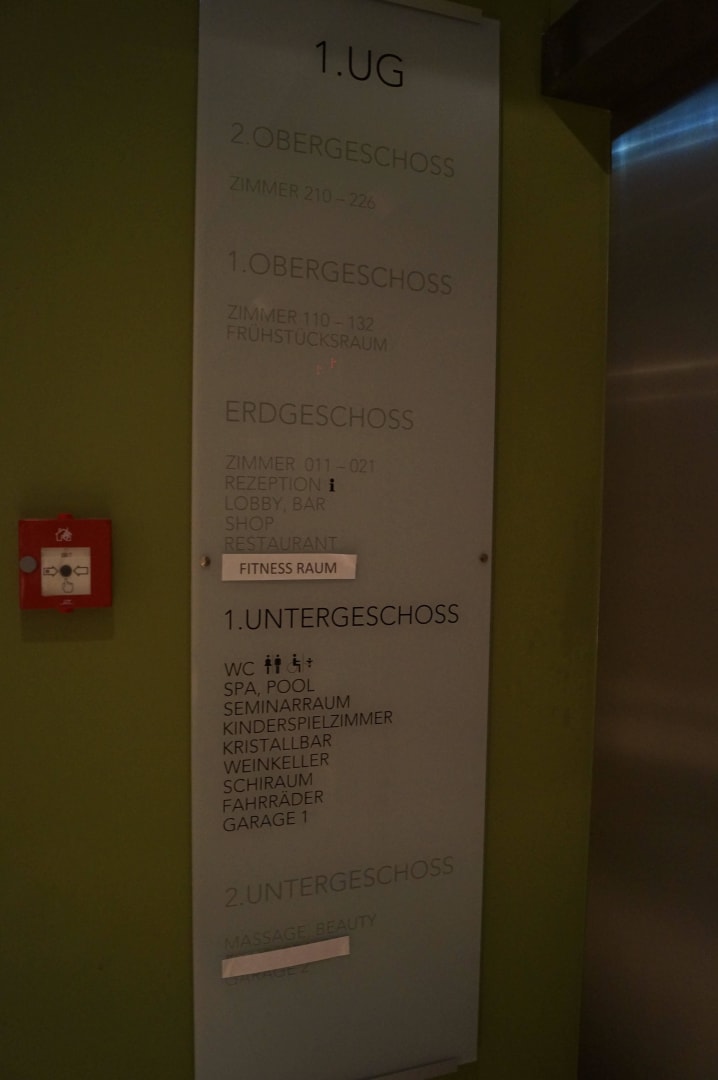 1.UG
2.OBERGESCHOSS
ZIMMER 210 – 226
1.OBERGESCHOSS
ZIMMER 110 – 132
FRÜHSTÜCKSRAUM
ERDGESCHOSS
ZIMMER 011 – 021
REZEPTION i
LOBBY, BAR
SHOP
RESTAURANT
FITNESS RAUM
1.UNTERGESCHOSS
WC
SPA, POOL
SEMINARRAUM
KINDERSPIELZIMMER
KRISTALLBAR
WEINKELLER
SCHIRAUM
FAHRRÄDER
GARAGE 1
2.UNTERGESCHOSS
MASSAGE, BEAUTY
GARAGE 2